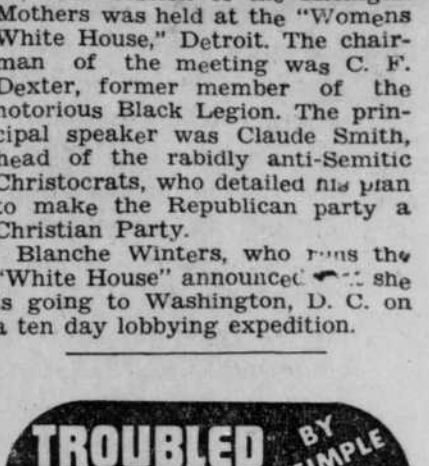 Mothers was held at the "Womens
White House," Detroit. The chair-
man of the meeting was C. F.
Dexter, former member of the
notorious Black Legion. The prin-
cipal speaker was Claude Smith,
head of the rabidly anti-Semitic
Christocrats, who detailed his plan
to make the Republican party a
Christian Party.
Blanche Winters, who runs the
"White House" announced she
is going to Washington, D. C. on
a ten day lobbying expedition.
TROUBLED BY
SIMPLE